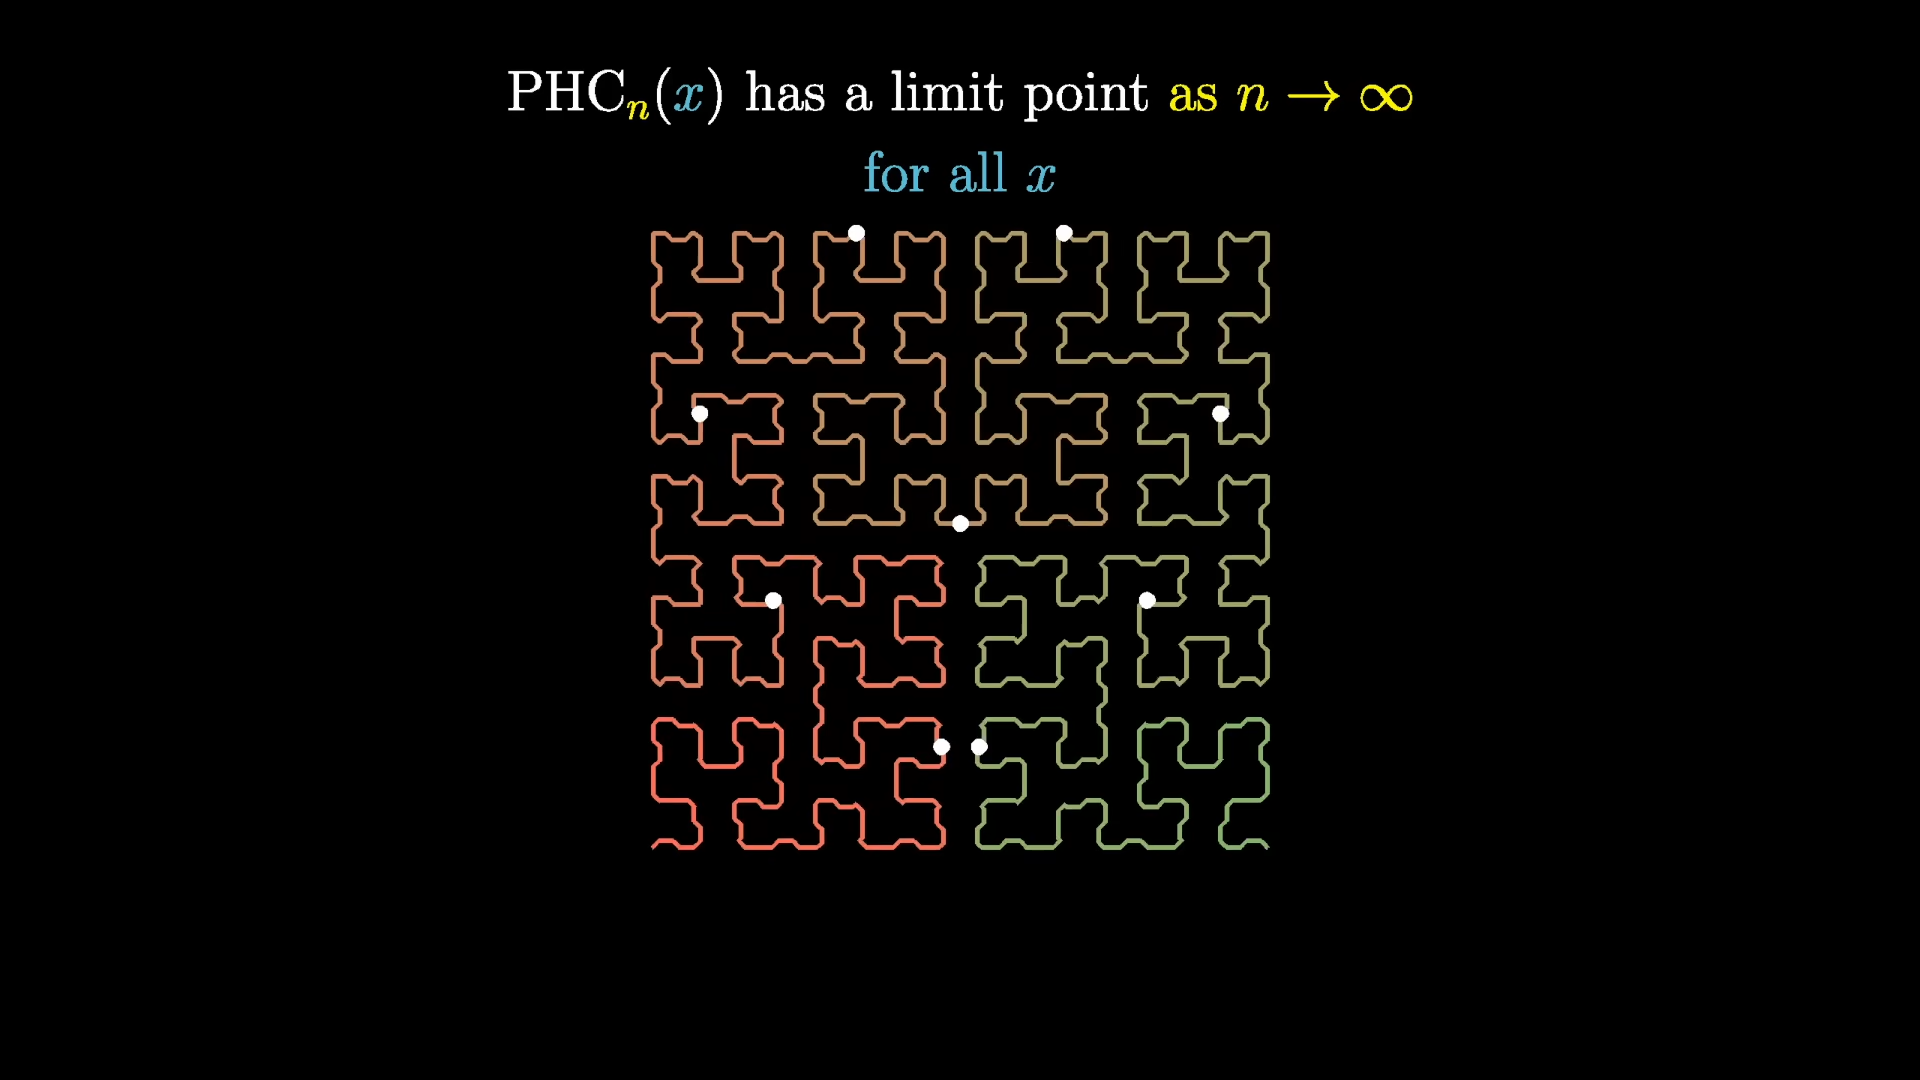 PHCₙ(x) has a limit point as n → ∞
for all x